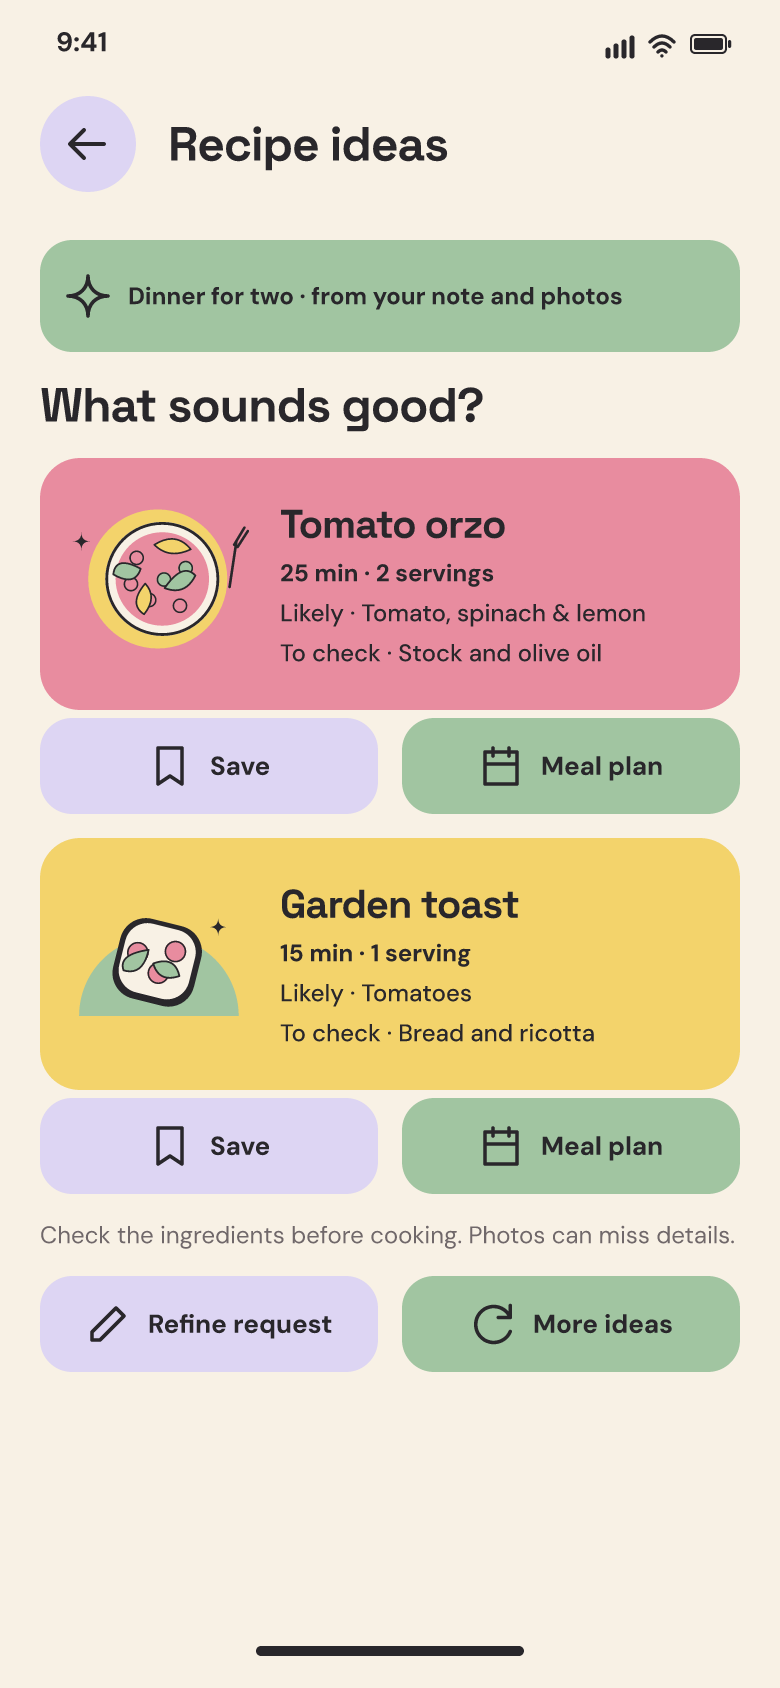 9:41
Recipe ideas
Dinner for two · from your note and photos
What sounds good?
Tomato orzo
25 min · 2 servings
Likely · Tomato, spinach & lemon
To check · Stock and olive oil
Save
Meal plan
Garden toast
15 min · 1 serving
Likely · Tomatoes
To check · Bread and ricotta
Save
Meal plan
Check the ingredients before cooking. Photos can miss details.
Refine request
More ideas